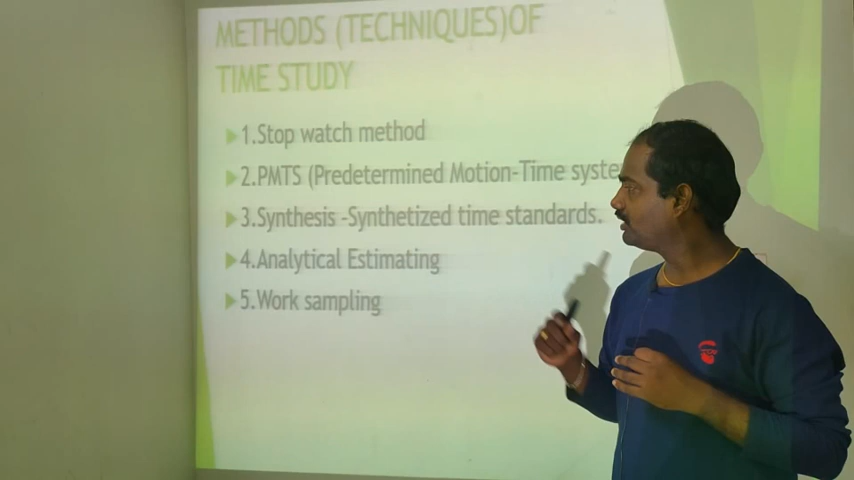 METHODS (TECHNIQUES)OF
TIME STUDY
1.Stop watch method
2.PMTS (Predetermined Motion-Time syste
3.Synthesis -Synthetized time standards.
4.Analytical Estimating
5.Work sampling